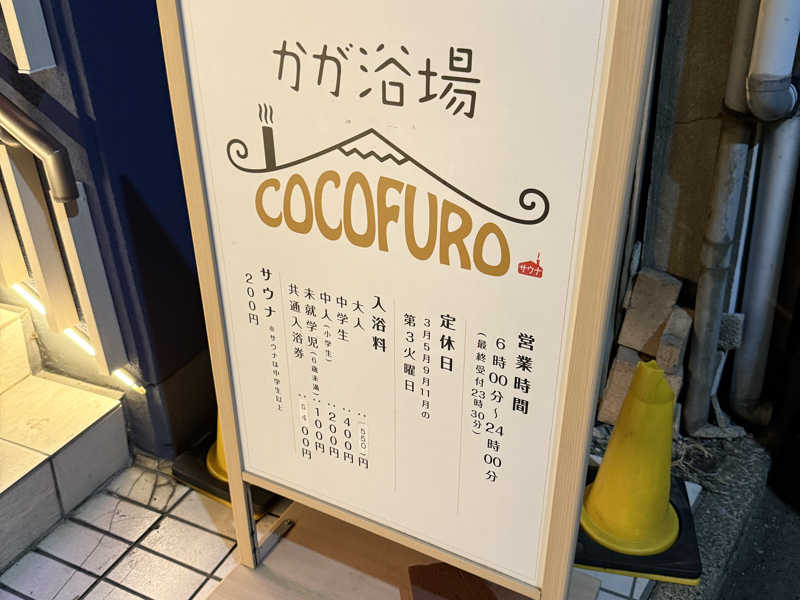 かが浴場
COCOFURO
サウナ
営業時間
6時00分～24時00分
(最終受付23時30分)
定休日
3月5月9月11月の
第3火曜日
入浴料
大人 : 550円
中学生 : 400円
中人(小学生) : 200円
未就学児(6歳未満) : 100円
共通入浴券 : 5400円
サウナ ※サウナは中学生以上
200円